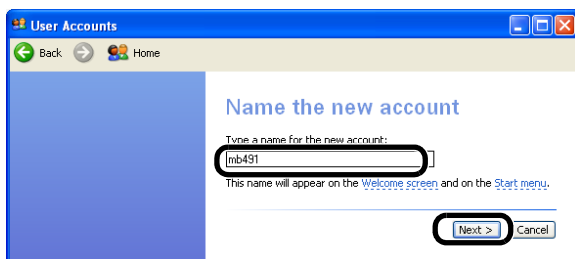 User Accounts
Back Home
Name the new account
Type a name for the new account:
mb491
This name will appear on the Welcome screen and on the Start menu.
Next > Cancel